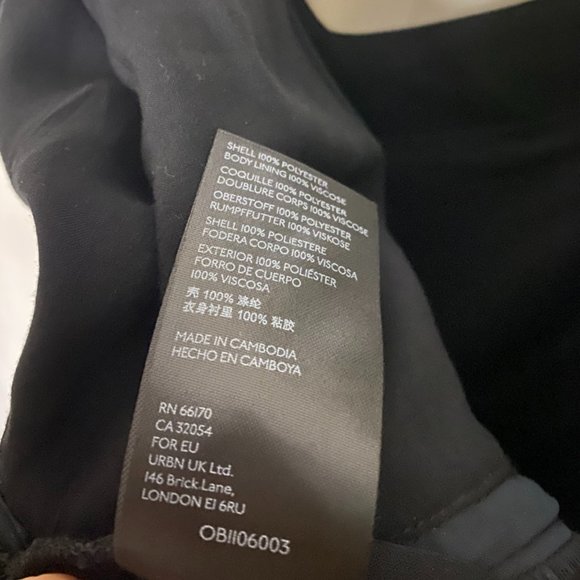 SHELL 100% POLYESTER
BODY LINING 100% VISCOSE
COQUILLE 100% POLYESTER
DOUBLURE CORPS 100% VISCOSE
OBERSTOFF 100% POLYESTER
RUMPFFUTTER 100% VISKOSE
SHELL 100% POLIESTERE
FODERA CORPO 100% VISCOSA
EXTERIOR 100% POLIÉSTER
FORRO DE CUERPO
100% VISCOSA
壳 100% 涤纶
衣身衬里 100% 粘胶
MADE IN CAMBODIA
HECHO EN CAMBOYA
RN 66170
CA 32054
FOR EU
URBN UK Ltd.
146 Brick Lane,
LONDON E1 6RU
OB1106003